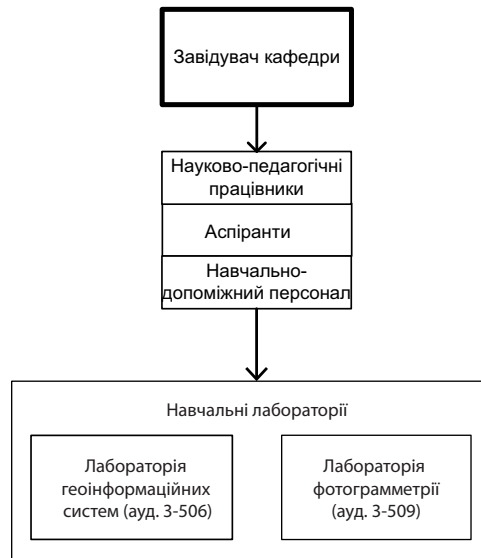 Завідувач кафедри
Науково-педагогічні
працівники
Аспіранти
Навчально-
допоміжний персонал
Навчальні лабораторії
Лабораторія
геоінформаційних
систем (ауд. 3-506)
Лабораторія
фотограмметрії
(ауд. 3-509)